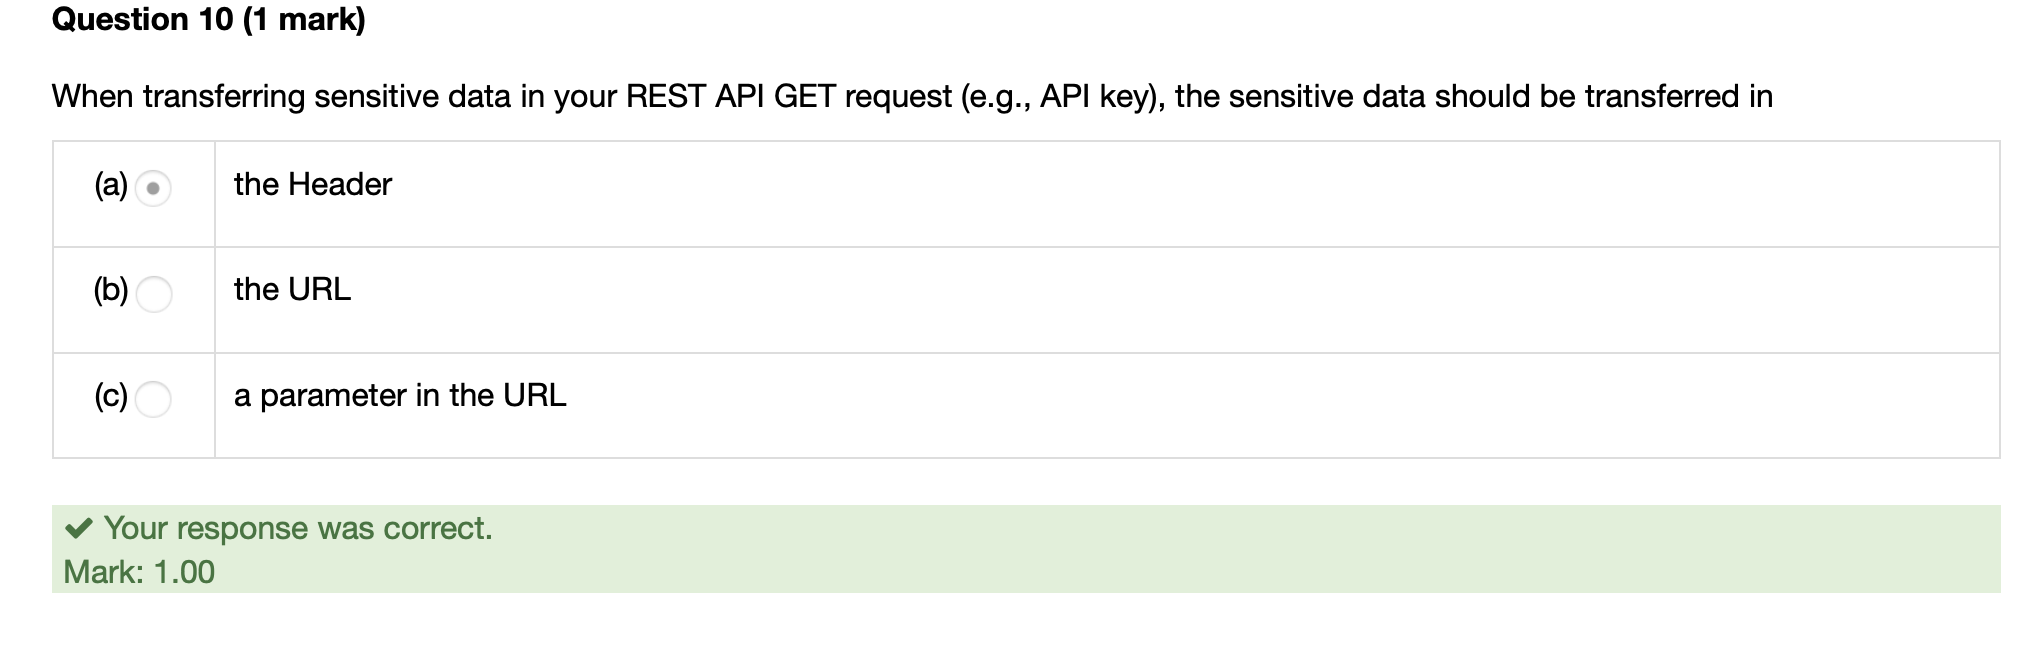 Question 10 (1 mark)
When transferring sensitive data in your REST API GET request (e.g., API key), the sensitive data should be transferred in
(a) the Header
(b) the URL
(c) a parameter in the URL
✔ Your response was correct.
Mark: 1.00